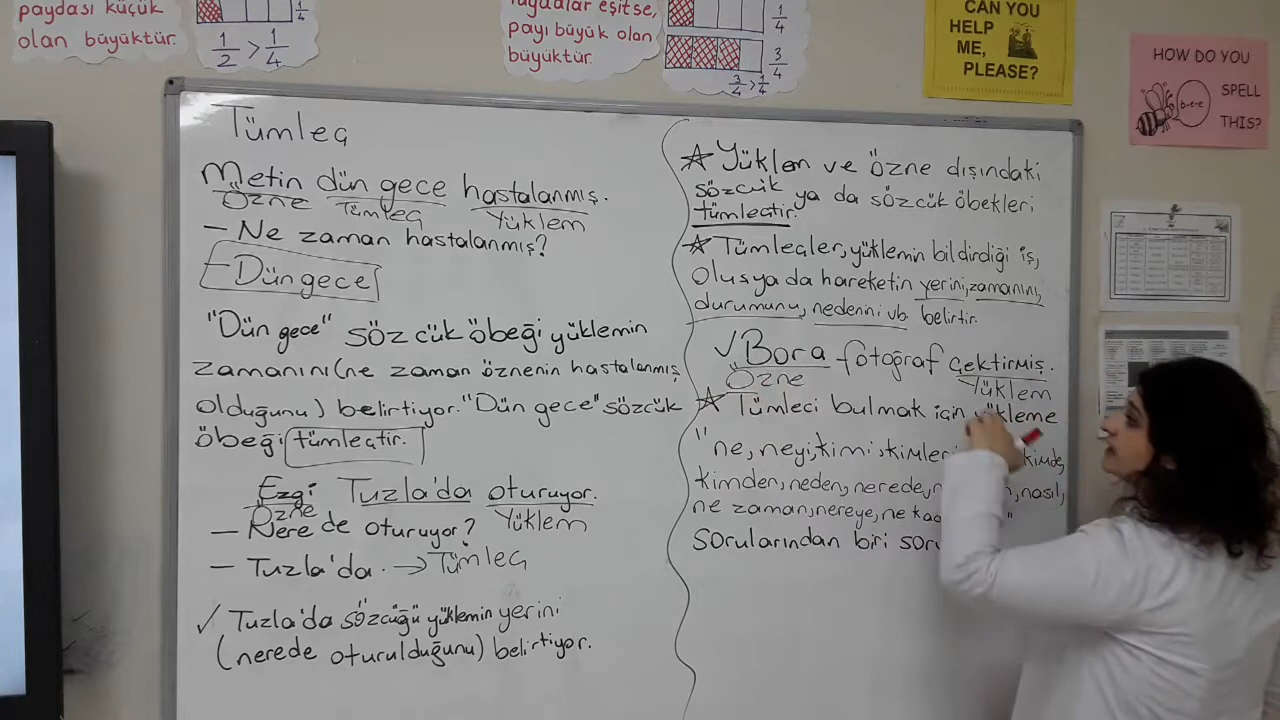 paydası küçük
olan büyüktür.
1/4
1/2 > 1/4
payı büyük olan
büyüktür.
1/4
3/4
3/4 > 1/4
CAN YOU
HELP
ME,
PLEASE?
HOW DO YOU
SPELL
THIS?
b-e-e
Tümleç
Metin dün gece hastalanmış.
Özne Tümleç Yüklem
- Ne zaman hastalanmış?
- Dün gece
"Dün gece" sözcük öbeği yüklemin
zamanını (ne zaman öznenin hastalanmış
olduğunu) belirtiyor. "Dün gece" sözcük
öbeği tümleçtir.
Ezgi Tuzla'da oturuyor.
Özne Yüklem
- Nerede oturuyor?
- Tuzla'da. → Tümleç
✓ Tuzla'da sözcüğü yüklemin yerini
(nerede oturulduğunu) belirtiyor.
☆ Yüklem ve özne dışındaki
sözcük ya da sözcük öbekleri
tümleçtir.
☆ Tümleçler, yüklemin bildirdiği iş,
oluş ya da hareketin yerini, zamanını,
durumunu, nedenini vb. belirtir.
✓ Bora fotoğraf çektirmiş.
Özne Yüklem
☆ Tümleci bulmak için yükleme
"ne, neyi, kimi, kimde,
kimden, neden, nerede, nasıl,
ne zaman, nereye, ne "
sorularından biri